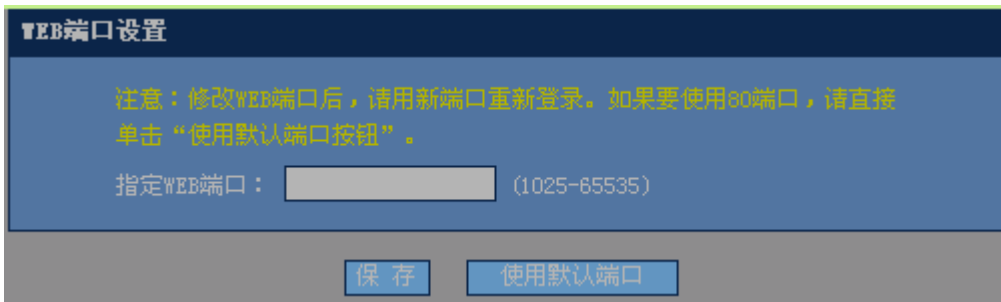 WEB端口设置
注意：修改WEB端口后，请用新端口重新登录。如果要使用80端口，请直接
单击“使用默认端口按钮”。
指定WEB端口： (1025-65535)
保 存 使用默认端口